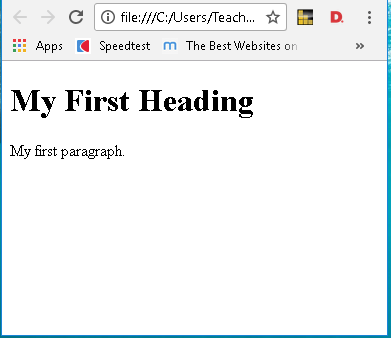 file:///C:/Users/Teach...
Apps Speedtest The Best Websites on
My First Heading
My first paragraph.